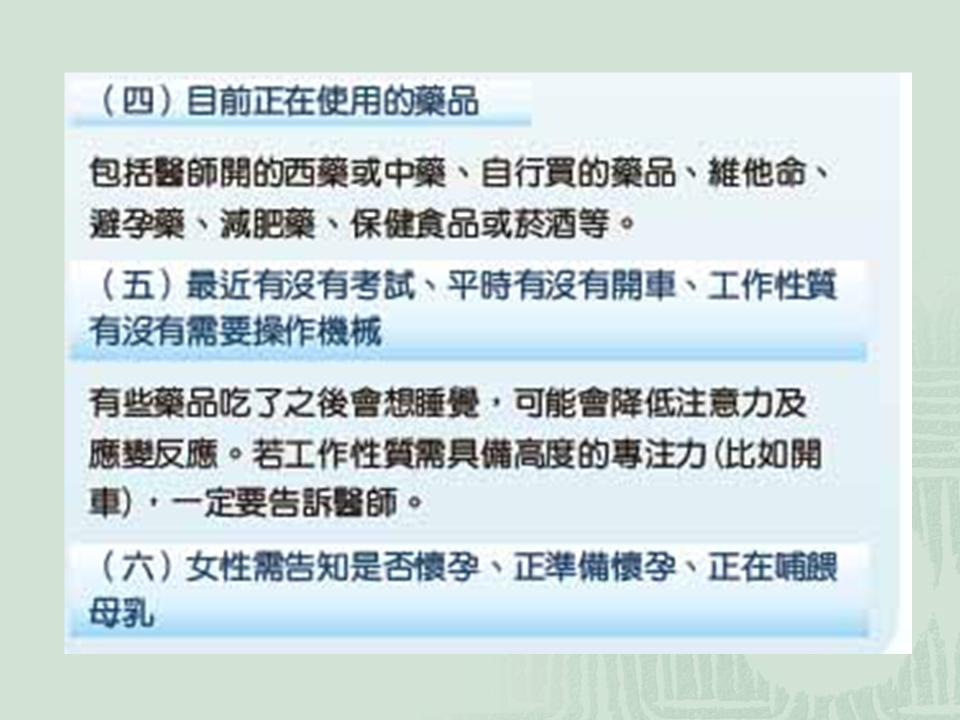 （四）目前正在使用的藥品
包括醫師開的西藥或中藥、自行買的藥品、維他命、
避孕藥、減肥藥、保健食品或菸酒等。
（五）最近有沒有考試、平時有沒有開車、工作性質
有沒有需要操作機械
有些藥品吃了之後會想睡覺，可能會降低注意力及
應變反應。若工作性質需具備高度的專注力(比如開
車)，一定要告訴醫師。
（六）女性需告知是否懷孕、正準備懷孕、正在哺餵
母乳